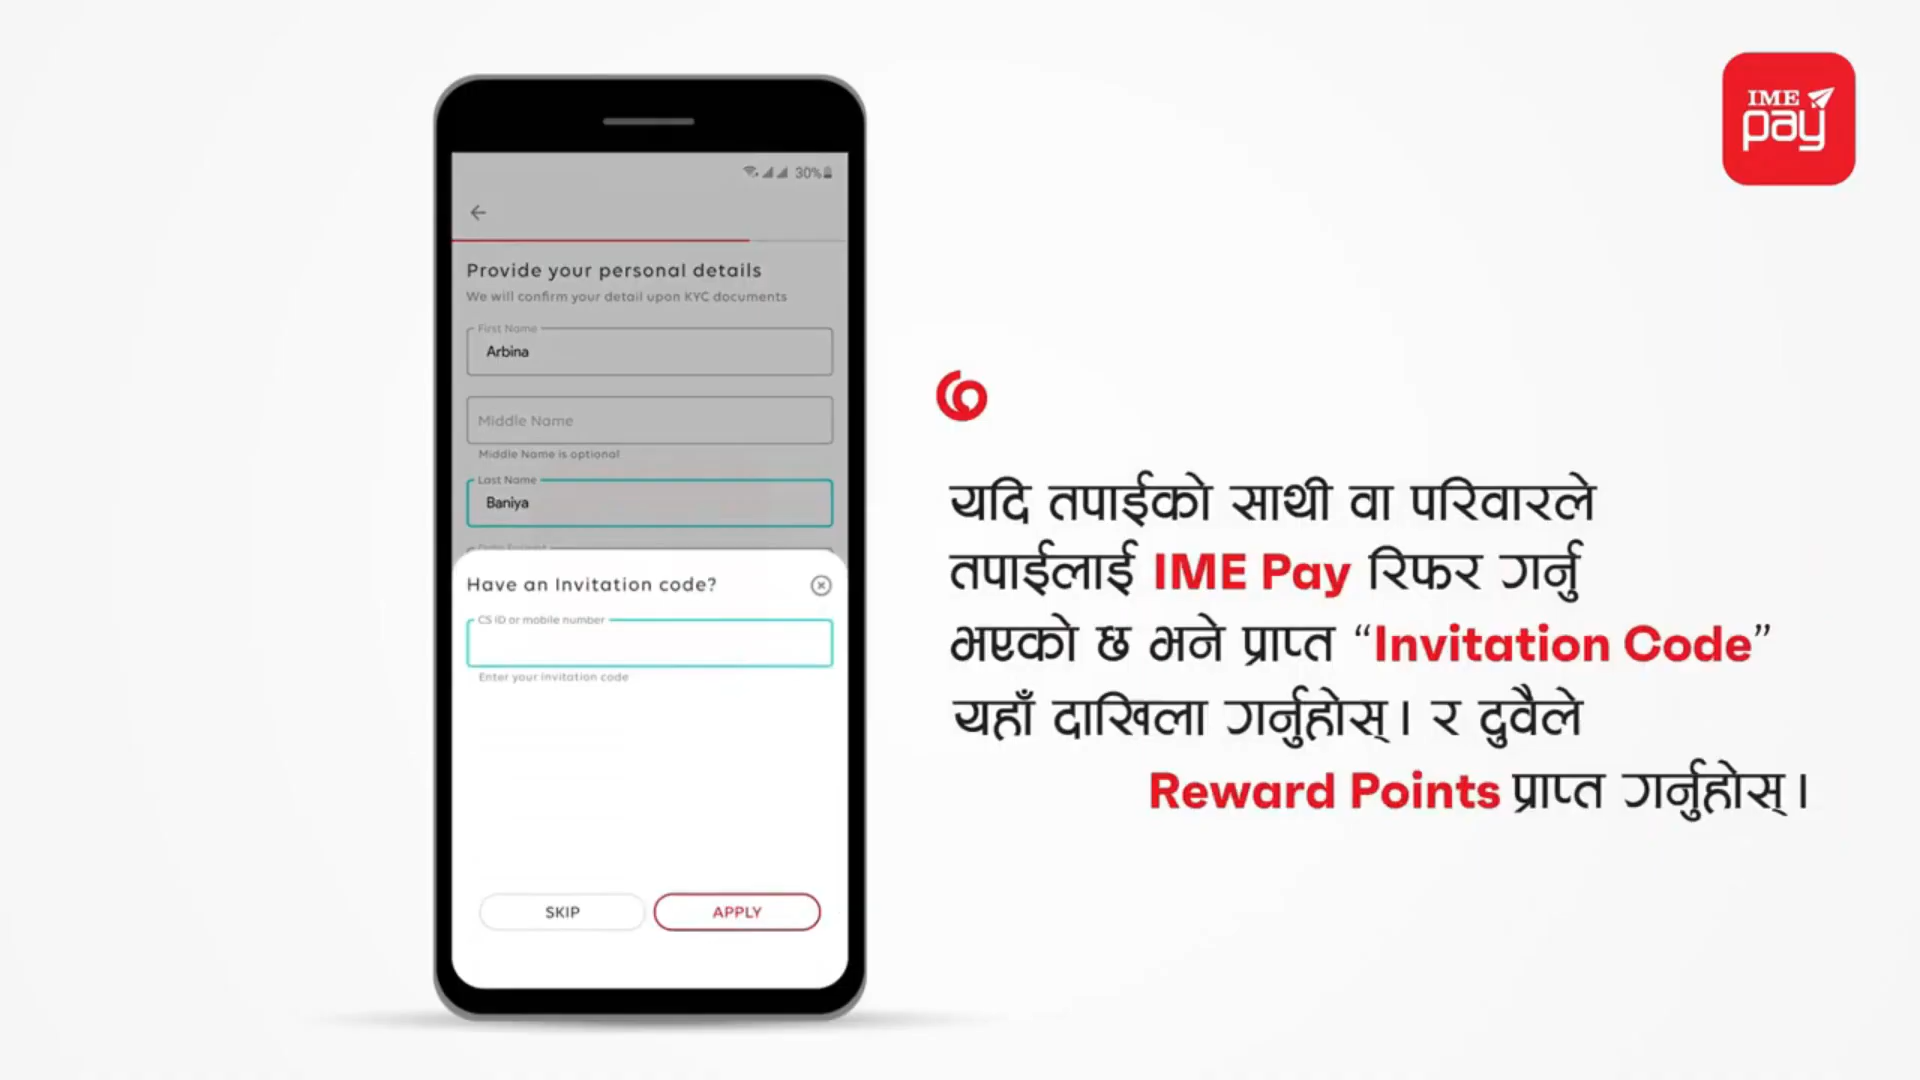 IME
pay
30%
Provide your personal details
We will confirm your detail upon KYC documents
First Name
Arbina
Middle Name
Middle Name is optional
Last Name
Baniya
Have an Invitation code?
CS ID or mobile number
Enter your invitation code
SKIP
APPLY
७
यदि तपाईको साथी वा परिवारले
तपाईलाई IME Pay रिफर गर्नु
भएको छ भने प्राप्त “Invitation Code”
यहाँ दाखिला गर्नुहोस्। र दुवैले
Reward Points प्राप्त गर्नुहोस्।